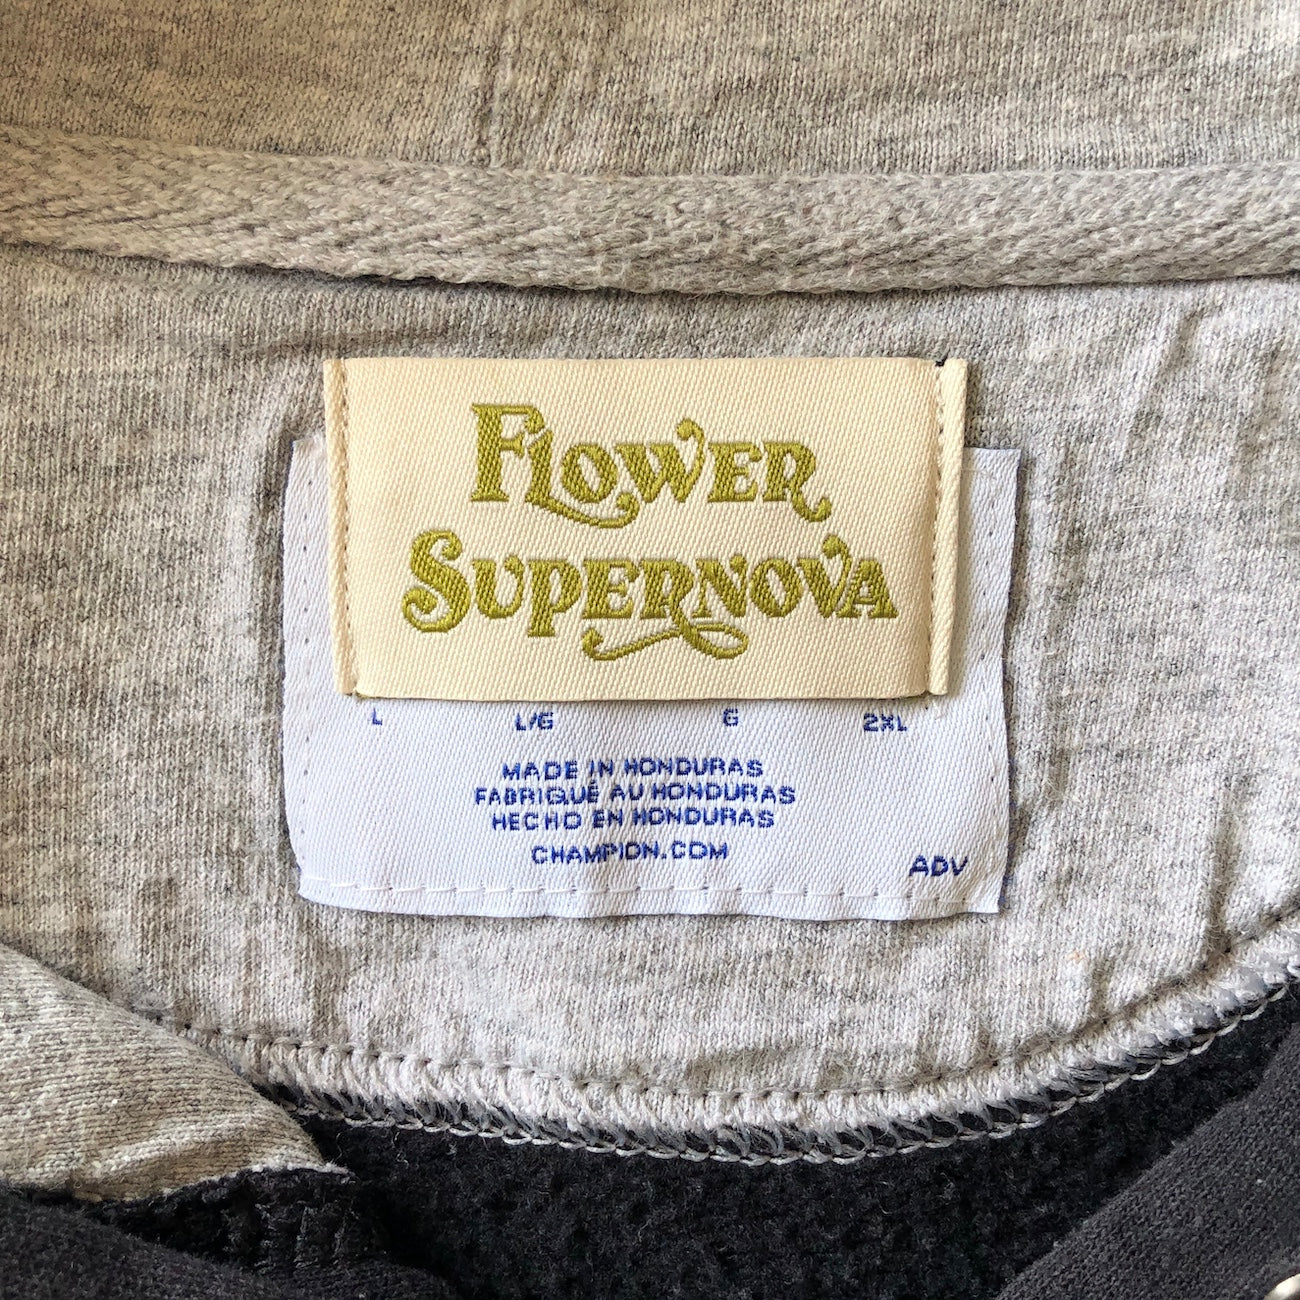 FLOWER
SUPERNOVA
L L/G G 2XL
MADE IN HONDURAS
FABRIQUÉ AU HONDURAS
HECHO EN HONDURAS
CHAMPION.COM
ADV